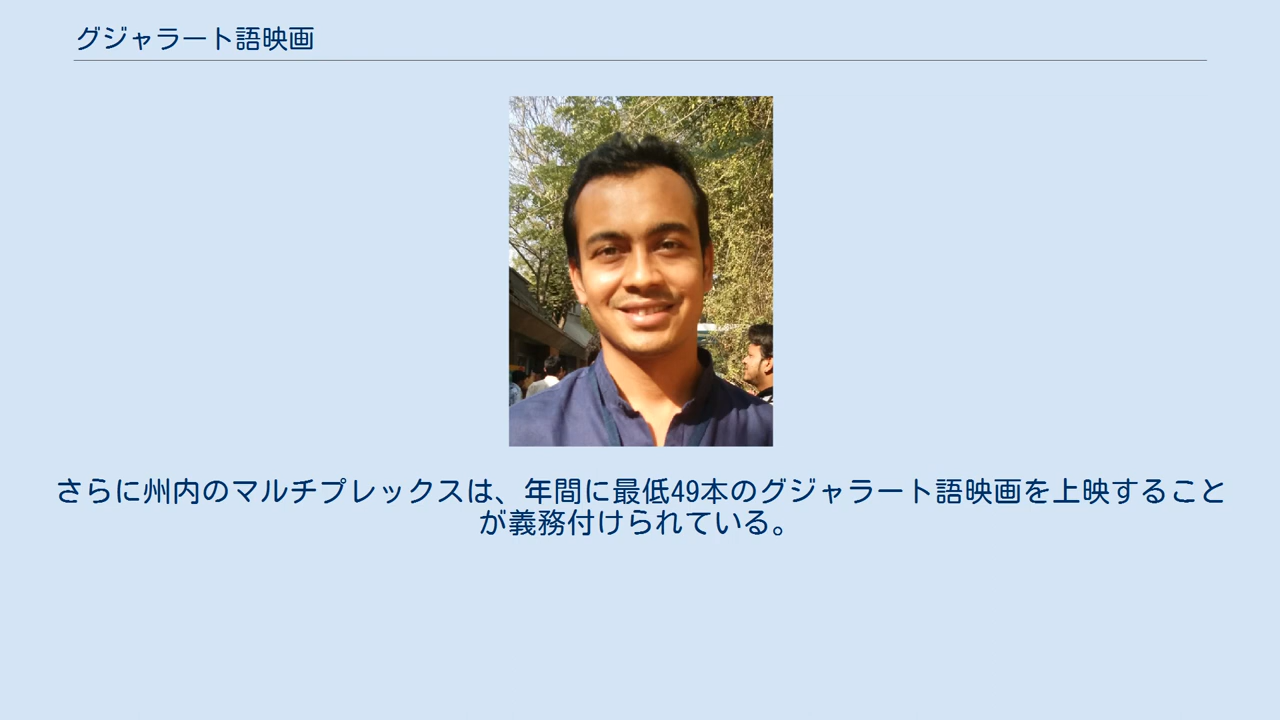 グジャラート語映画
さらに州内のマルチプレックスは、年間に最低49本のグジャラート語映画を上映すること
が義務付けられている。